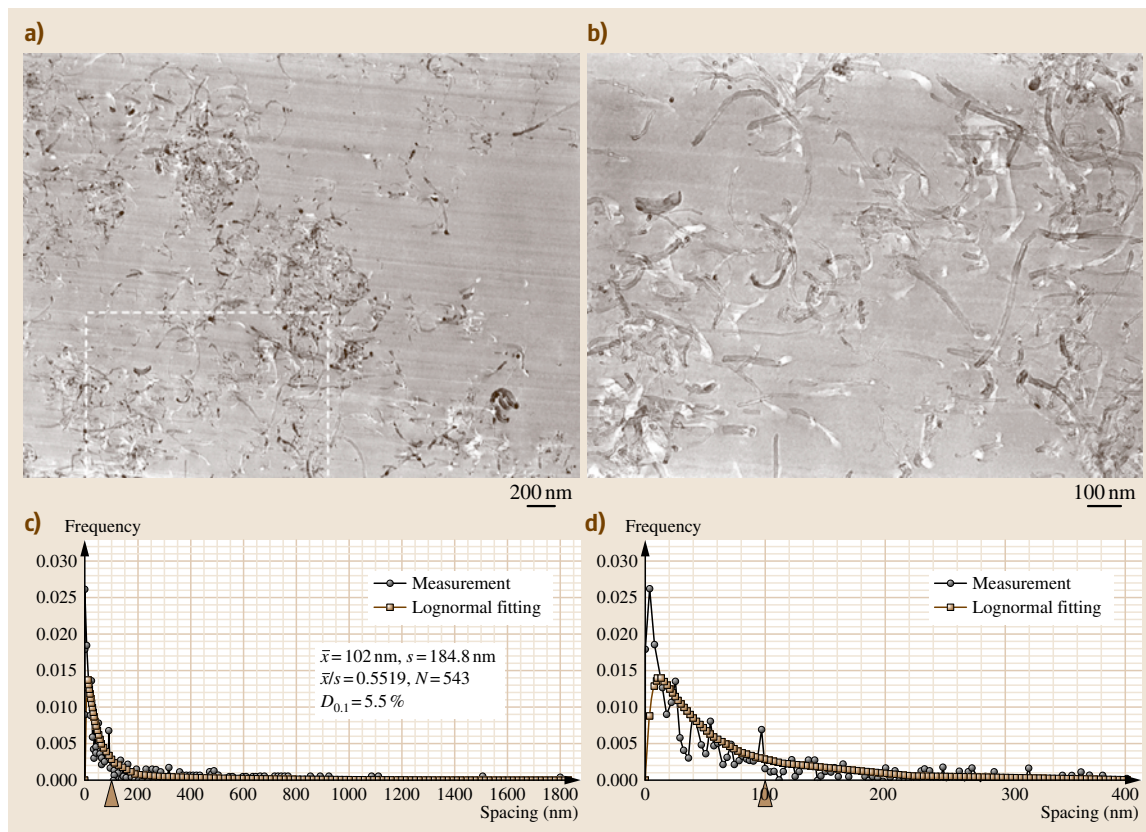 a)
b)
200 nm
100 nm
c) Frequency
0.030
0.025
0.020
0.015
0.010
0.005
0.000
Measurement
Lognormal fitting
x̄ = 102 nm, s = 184.8 nm
x̄/s = 0.5519, N = 543
D0.1 = 5.5 %
0 200 400 600 800 1000 1200 1400 1600 1800
Spacing (nm)
d) Frequency
0.030
0.025
0.020
0.015
0.010
0.005
0.000
Measurement
Lognormal fitting
0 100 200 300 400
Spacing (nm)